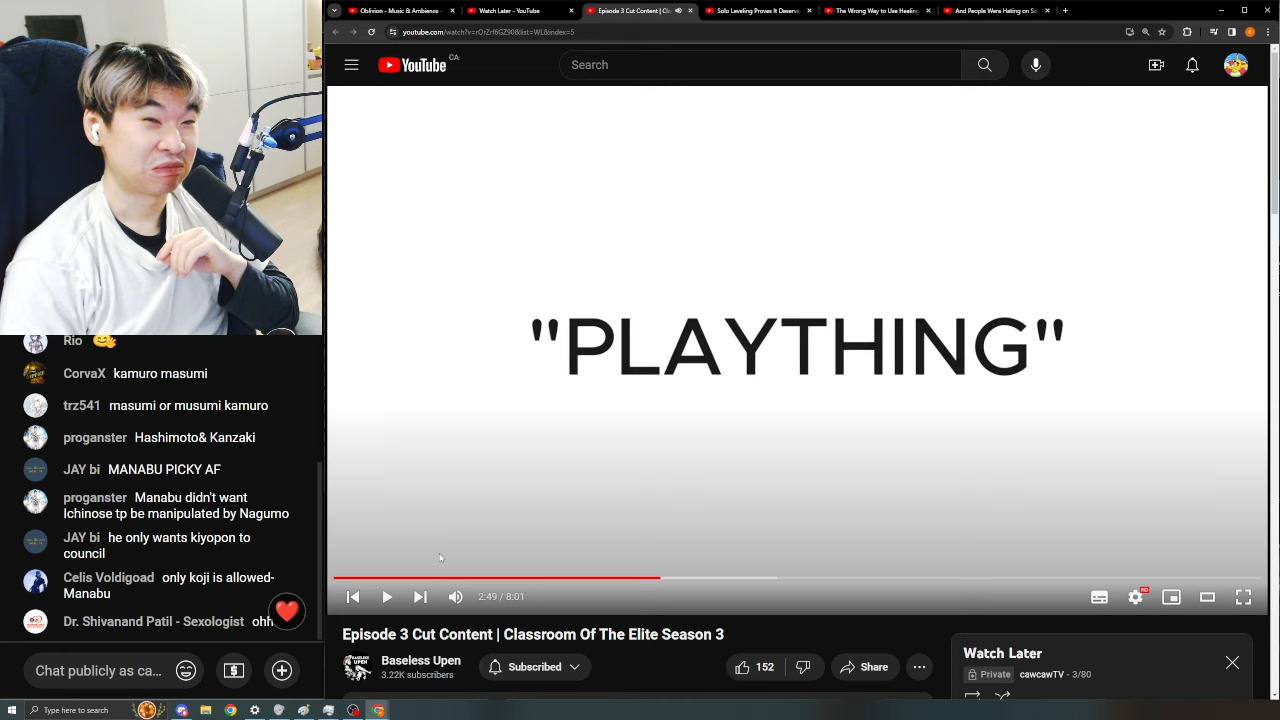 Oblivion - Music & Ambience -
Watch Later - YouTube
Episode 3 Cut Content | Cl
Solo Leveling Proves It Deserve
The Wrong Way to Use Healing
And People Were Hating on So
youtube.com/watch?v=rOrZrf6GZ90&list=WL&index=5
YouTube CA
Search
"PLAYTHING"
2:49 / 8:01
Episode 3 Cut Content | Classroom Of The Elite Season 3
BASELESS UPEN
Baseless Upen
3.22K subscribers
Subscribed
152
Share
Watch Later
Private cawcawTV - 3/80
Rio
CorvaX kamuro masumi
trz541 masumi or musumi kamuro
proganster Hashimoto& Kanzaki
JAY bi MANABU PICKY AF
proganster Manabu didn't want
Ichinose tp be manipulated by Nagumo
JAY bi he only wants kiyopon to
council
Celis Voldigoad only koji is allowed-
Manabu
Dr. Shivanand Patil - Sexologist ohh
Chat publicly as ca...
Type here to search